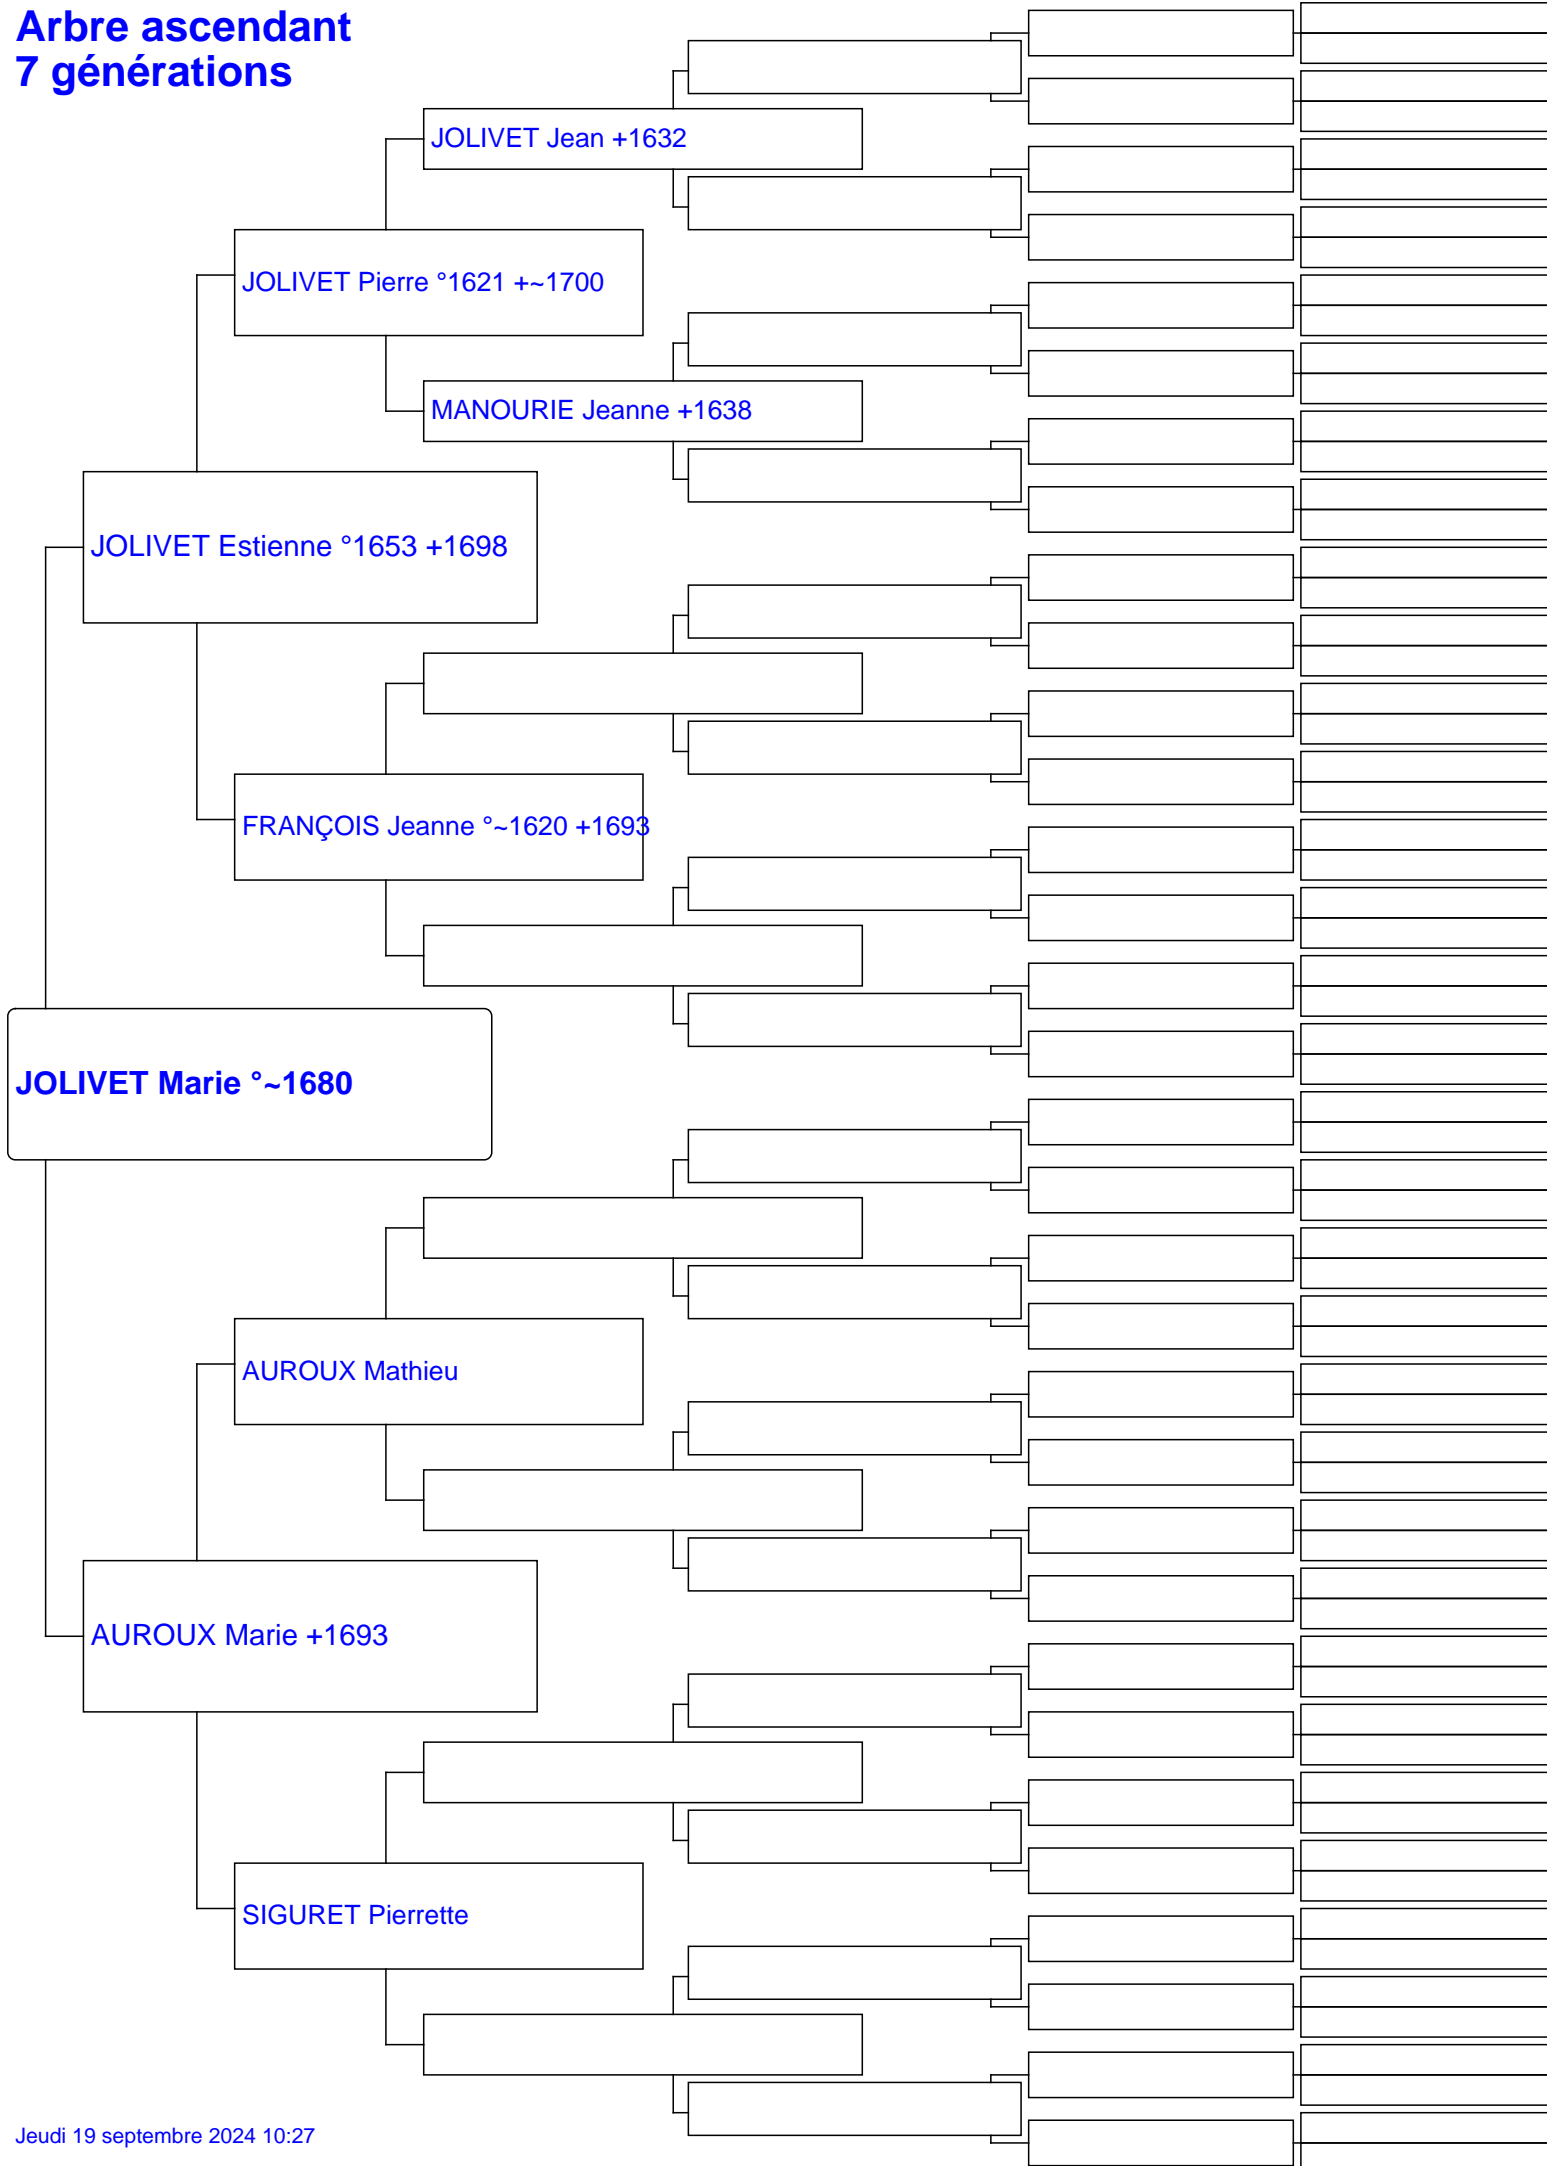 Arbre ascendant
7 générations
JOLIVET Jean +1632
JOLIVET Pierre °1621 +~1700
MANOURIE Jeanne +1638
JOLIVET Estienne °1653 +1698
FRANÇOIS Jeanne °~1620 +1693
JOLIVET Marie °~1680
AUROUX Mathieu
AUROUX Marie +1693
SIGURET Pierrette
Jeudi 19 septembre 2024 10:27